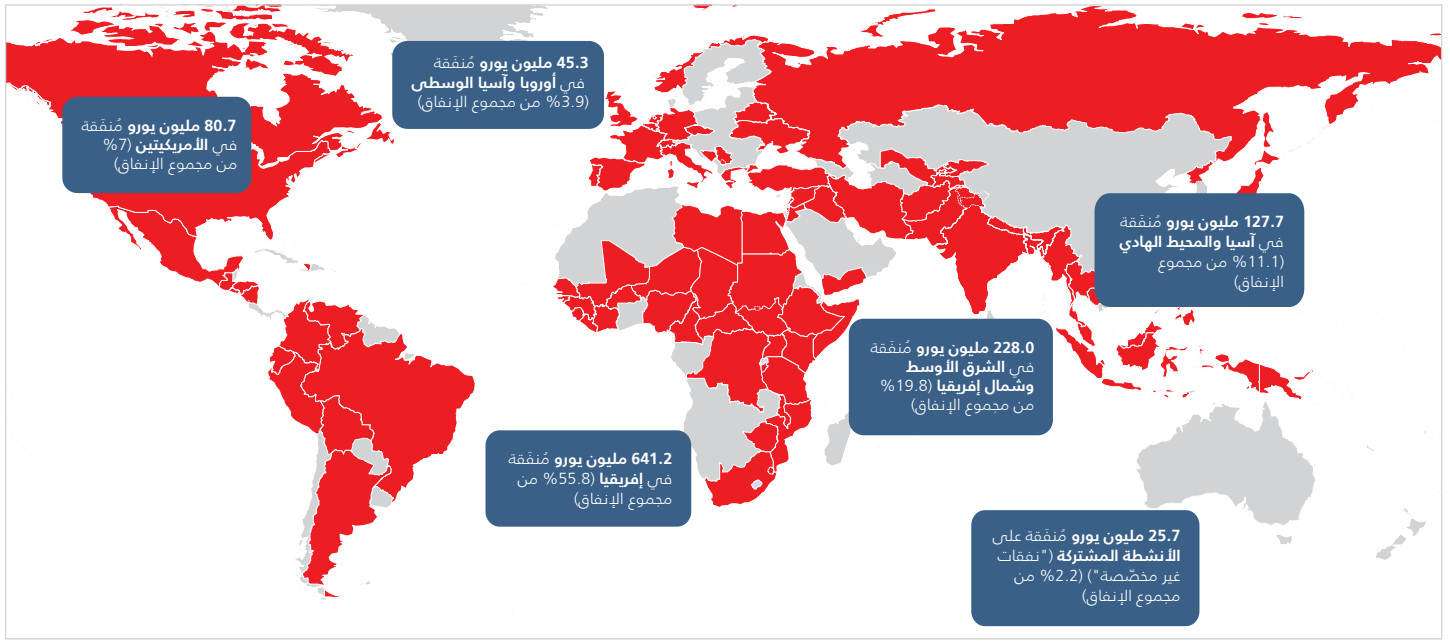 45.3 مليون يورو مُنفَقة
في أوروبا وآسيا الوسطى
(3.9% من مجموع الإنفاق)
80.7 مليون يورو مُنفَقة
في الأمريكيتين (7%
من مجموع الإنفاق)
127.7 مليون يورو مُنفَقة
في آسيا والمحيط الهادي
(11.1% من مجموع
الإنفاق)
228.0 مليون يورو مُنفَقة
في الشرق الأوسط
وشمال إفريقيا (19.8%
من مجموع الإنفاق)
641.2 مليون يورو مُنفَقة
في إفريقيا (55.8% من
مجموع الإنفاق)
25.7 مليون يورو مُنفَقة على
الأنشطة المشتركة ("نفقات
غير مخصّصة") (2.2% من
مجموع الإنفاق)